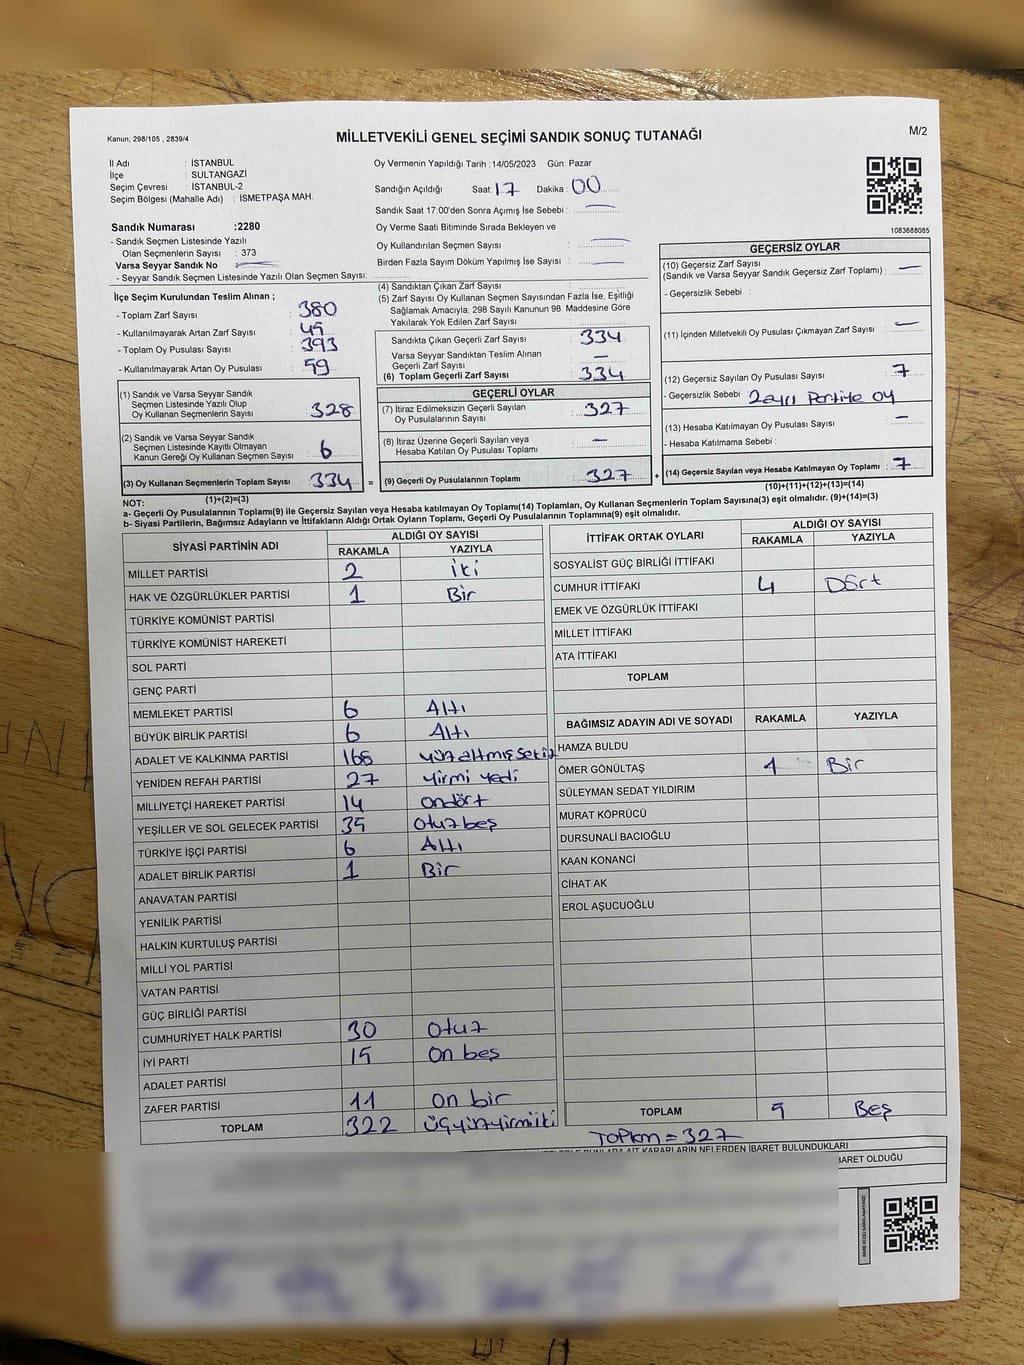 Kanun; 298/105 , 2839/4
MİLLETVEKİLİ GENEL SEÇİMİ SANDIK SONUÇ TUTANAĞI
M/2
İl Adı : İSTANBUL
İlçe : SULTANGAZİ
Seçim Çevresi : İSTANBUL-2
Seçim Bölgesi (Mahalle Adı) : İSMETPAŞA MAH.
Oy Vermenin Yapıldığı Tarih :14/05/2023 Gün: Pazar
Sandığın Açıldığı Saat: 17 Dakika : 00
Sandık Saat 17:00'den Sonra Açımış İse Sebebi : —
Oy Verme Saati Bitiminde Sırada Bekleyen ve
Oy Kullandırılan Seçmen Sayısı : —
Birden Fazla Sayım Döküm Yapılmış İse Sayısı : —
1083688085
Sandık Numarası :2280
- Sandık Seçmen Listesinde Yazılı
Olan Seçmenlerin Sayısı : 373
Varsa Seyyar Sandık No —
- Seyyar Sandık Seçmen Listesinde Yazılı Olan Seçmen Sayısı:
İlçe Seçim Kurulundan Teslim Alınan ;
- Toplam Zarf Sayısı : 380
- Kullanılmayarak Artan Zarf Sayısı : 45
- Toplam Oy Pusulası Sayısı : 393
- Kullanılmayarak Artan Oy Pusulası : 59
(1) Sandık ve Varsa Seyyar Sandık
Seçmen Listesinde Yazılı Olup
Oy Kullanan Seçmenlerin Sayısı : 328
(2) Sandık ve Varsa Seyyar Sandık
Seçmen Listesinde Kayıtlı Olmayan
Kanun Gereği Oy Kullanan Seçmen Sayısı : 6
(3) Oy Kullanan Seçmenlerin Toplam Sayısı : 334
(4) Sandıktan Çıkan Zarf Sayısı :
(5) Zarf Sayısı Oy Kullanan Seçmen Sayısından Fazla İse, Eşitliği
Sağlamak Amacıyla, 298 Sayılı Kanunun 98. Maddesine Göre
Yakılarak Yok Edilen Zarf Sayısı :
Sandıkta Çıkan Geçerli Zarf Sayısı : 334
Varsa Seyyar Sandıktan Teslim Alınan
Geçerli Zarf Sayısı : —
(6) Toplam Geçerli Zarf Sayısı : 334
GEÇERLİ OYLAR
(7) İtiraz Edilmeksizin Geçerli Sayılan
Oy Pusulalarının Sayısı : 327
(8) İtiraz Üzerine Geçerli Sayılan veya
Hesaba Katılan Oy Pusulası Toplamı : —
= (9) Geçerli Oy Pusulalarının Toplamı : 327 +
GEÇERSİZ OYLAR
(10) Geçersiz Zarf Sayısı
(Sandık ve Varsa Seyyar Sandık Geçersiz Zarf Toplamı) : —
- Geçersizlik Sebebi :
(11) İçinden Milletvekili Oy Pusulası Çıkmayan Zarf Sayısı : —
(12) Geçersiz Sayılan Oy Pusulası Sayısı : 7
- Geçersizlik Sebebi : 2 ayrı Partiye oy
(13) Hesaba Katılmayan Oy Pusulası Sayısı : —
- Hesaba Katılmama Sebebi :
(14) Geçersiz Sayılan veya Hesaba Katılmayan Oy Toplamı : 7
NOT: (1)+(2)=(3)
(10)+(11)+(12)+(13)=(14)
a- Geçerli Oy Pusulalarının Toplamı(9) ile Geçersiz Sayılan veya Hesaba katılmayan Oy Toplamı(14) Toplamları, Oy Kullanan Seçmenlerin Toplam Sayısına(3) eşit olmalıdır. (9)+(14)=(3)
b- Siyasi Partilerin, Bağımsız Adayların ve İttifakların Aldığı Ortak Oyların Toplamı, Geçerli Oy Pusulalarının Toplamına(9) eşit olmalıdır.
SİYASİ PARTİNİN ADI ALDIĞI OY SAYISI
RAKAMLA YAZIYLA
MİLLET PARTİSİ 2 iki
HAK VE ÖZGÜRLÜKLER PARTİSİ 1 Bir
TÜRKİYE KOMÜNİST PARTİSİ
TÜRKİYE KOMÜNİST HAREKETİ
SOL PARTİ
GENÇ PARTİ
MEMLEKET PARTİSİ 6 Altı
BÜYÜK BİRLİK PARTİSİ 6 Altı
ADALET VE KALKINMA PARTİSİ 168 yüzaltmışsekiz
YENİDEN REFAH PARTİSİ 27 yirmi yedi
MİLLİYETÇİ HAREKET PARTİSİ 14 ondört
YEŞİLLER VE SOL GELECEK PARTİSİ 35 otuzbeş
TÜRKİYE İŞÇİ PARTİSİ 6 Altı
ADALET BİRLİK PARTİSİ 1 Bir
ANAVATAN PARTİSİ
YENİLİK PARTİSİ
HALKIN KURTULUŞ PARTİSİ
MİLLİ YOL PARTİSİ
VATAN PARTİSİ
GÜÇ BİRLİĞİ PARTİSİ
CUMHURİYET HALK PARTİSİ 30 otuz
İYİ PARTİ 15 on beş
ADALET PARTİSİ
ZAFER PARTİSİ 11 on bir
TOPLAM 322 üçyüzyirmiiki
İTTİFAK ORTAK OYLARI ALDIĞI OY SAYISI
RAKAMLA YAZIYLA
SOSYALİST GÜÇ BİRLİĞİ İTTİFAKI
CUMHUR İTTİFAKI 4 Dört
EMEK VE ÖZGÜRLÜK İTTİFAKI
MİLLET İTTİFAKI
ATA İTTİFAKI
TOPLAM
BAĞIMSIZ ADAYIN ADI VE SOYADI RAKAMLA YAZIYLA
HAMZA BULDU
ÖMER GÖNÜLTAŞ 1 Bir
SÜLEYMAN SEDAT YILDIRIM
MURAT KÖPRÜCÜ
DURSUNALİ BACIOĞLU
KAAN KONANCİ
CİHAT AK
EROL AŞUCUOĞLU
TOPLAM 5 Beş
TOPlam = 327
KARARLARIN NELERDEN İBARET BULUNDUKLARI
BARET OLDUĞU